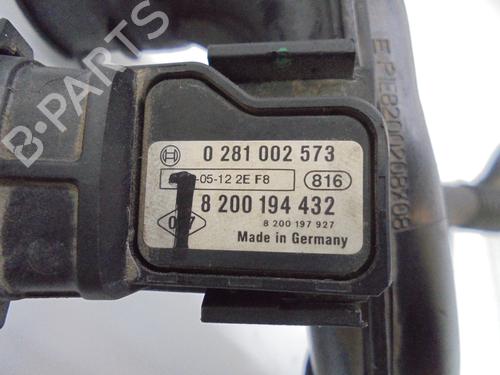 0 281 002 573
-05-12 2E F8
816
8 200 194 432
8 200 197 927
Made in Germany
B-PARTS